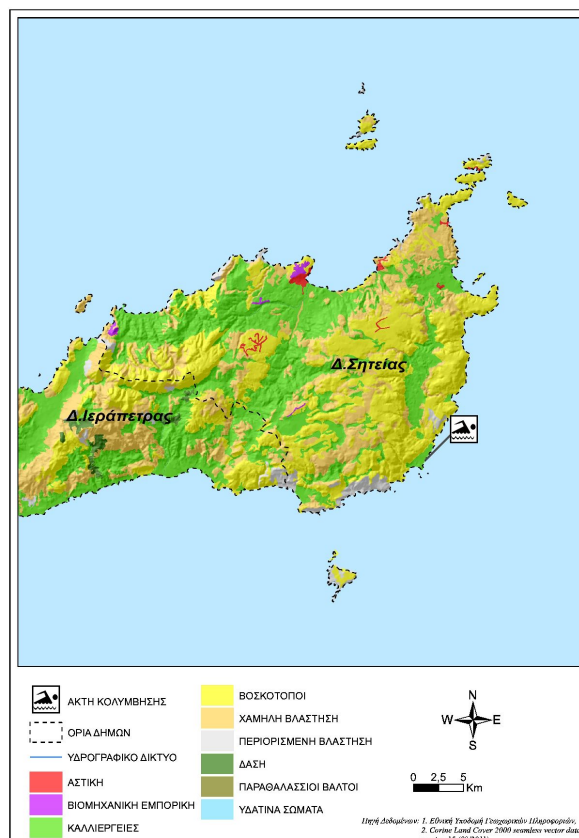 Δ.Σητείας
Δ.Ιεράπετρας
ΑΚΤΗ ΚΟΛΥΜΒΗΣΗΣ
ΟΡΙΑ ΔΗΜΩΝ
ΥΔΡΟΓΡΑΦΙΚΟ ΔΙΚΤΥΟ
ΑΣΤΙΚΗ
ΒΙΟΜΗΧΑΝΙΚΗ ΕΜΠΟΡΙΚΗ
ΚΑΛΛΙΕΡΓΕΙΕΣ
ΒΟΣΚΟΤΟΠΟΙ
ΧΑΜΗΛΗ ΒΛΑΣΤΗΣΗ
ΠΕΡΙΟΡΙΣΜΕΝΗ ΒΛΑΣΤΗΣΗ
ΔΑΣΗ
ΠΑΡΑΘΑΛΑΣΣΙΟΙ ΒΑΛΤΟΙ
ΥΔΑΤΙΝΑ ΣΩΜΑΤΑ
N
W E
S
0 2,5 5
Km
Πηγή Δεδομένων: 1. Εθνική Υποδομή Γεωχωρικών Πληροφοριών,
2. Corine Land Cover 2000 seamless vector data